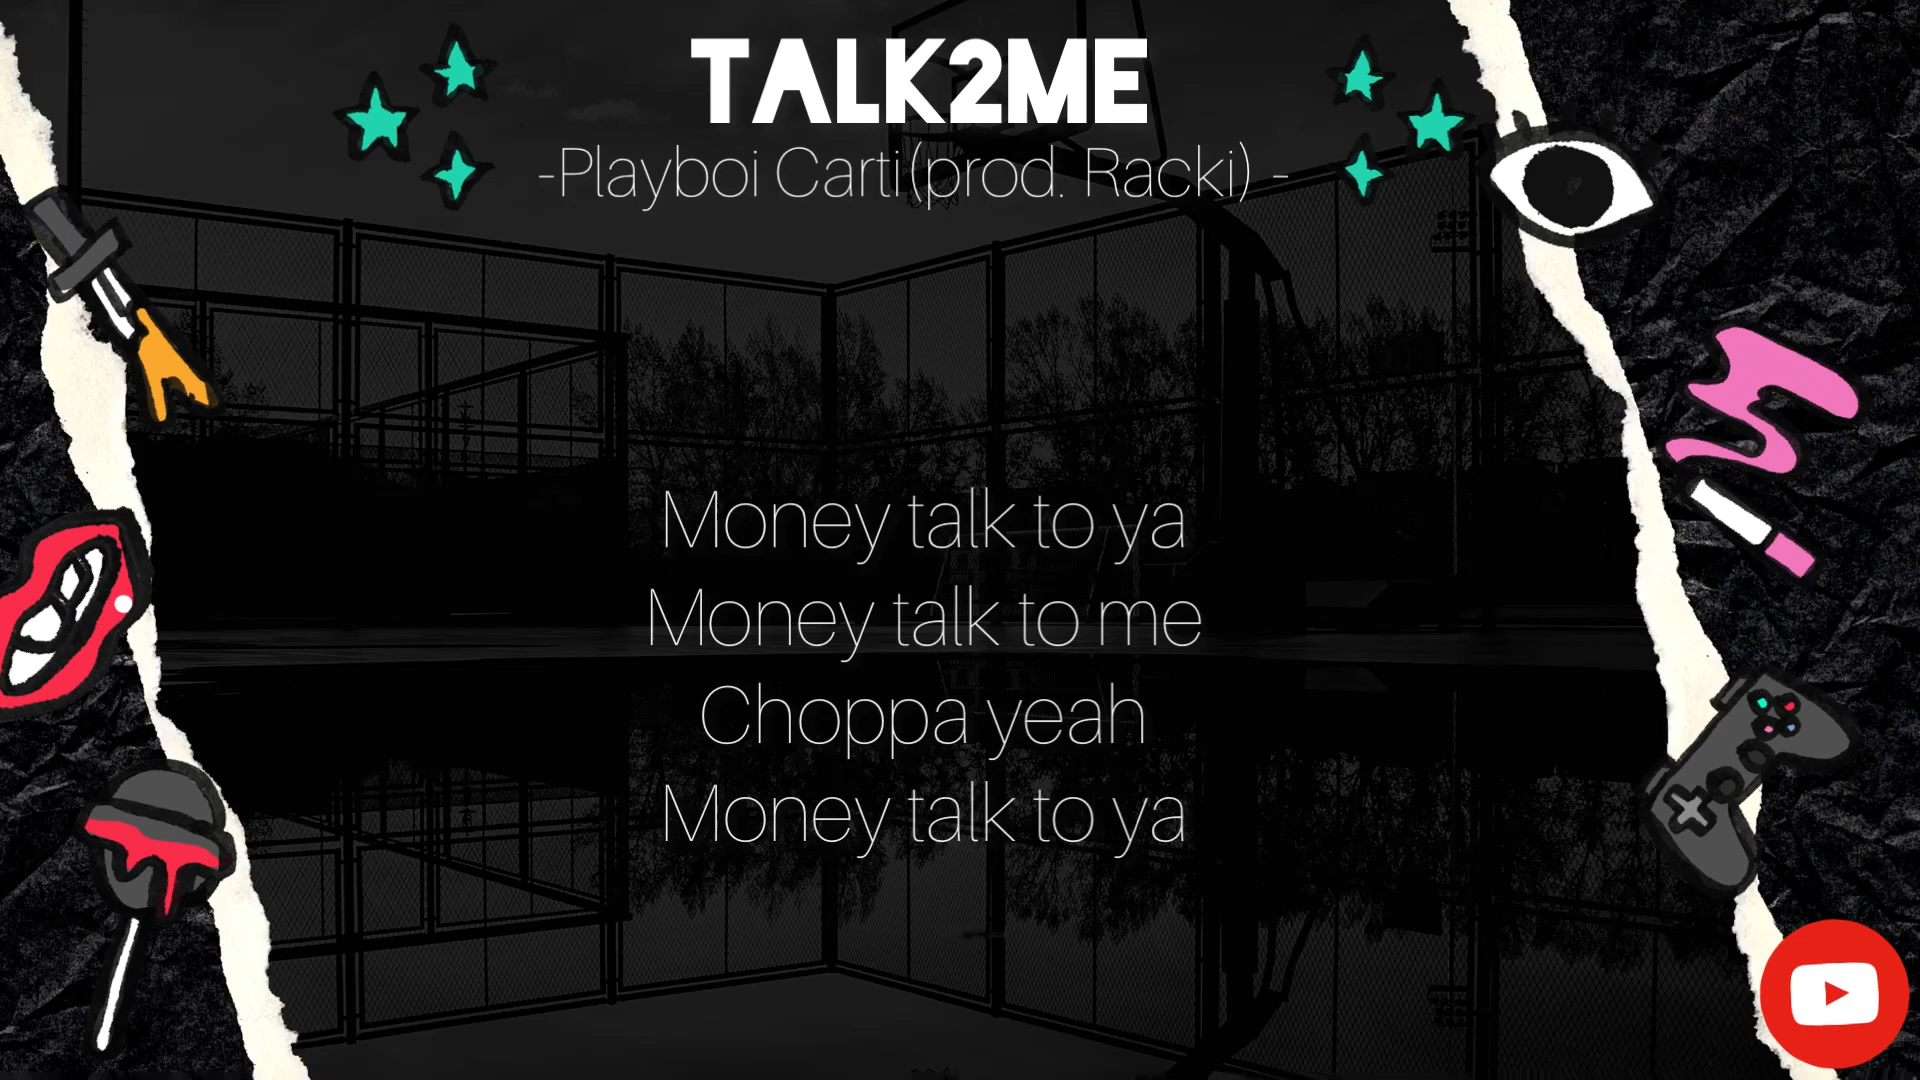 TALK2ME
-Playboi Carti (prod. Racki) -
Money talk to ya
Money talk to me
Choppa yeah
Money talk to ya